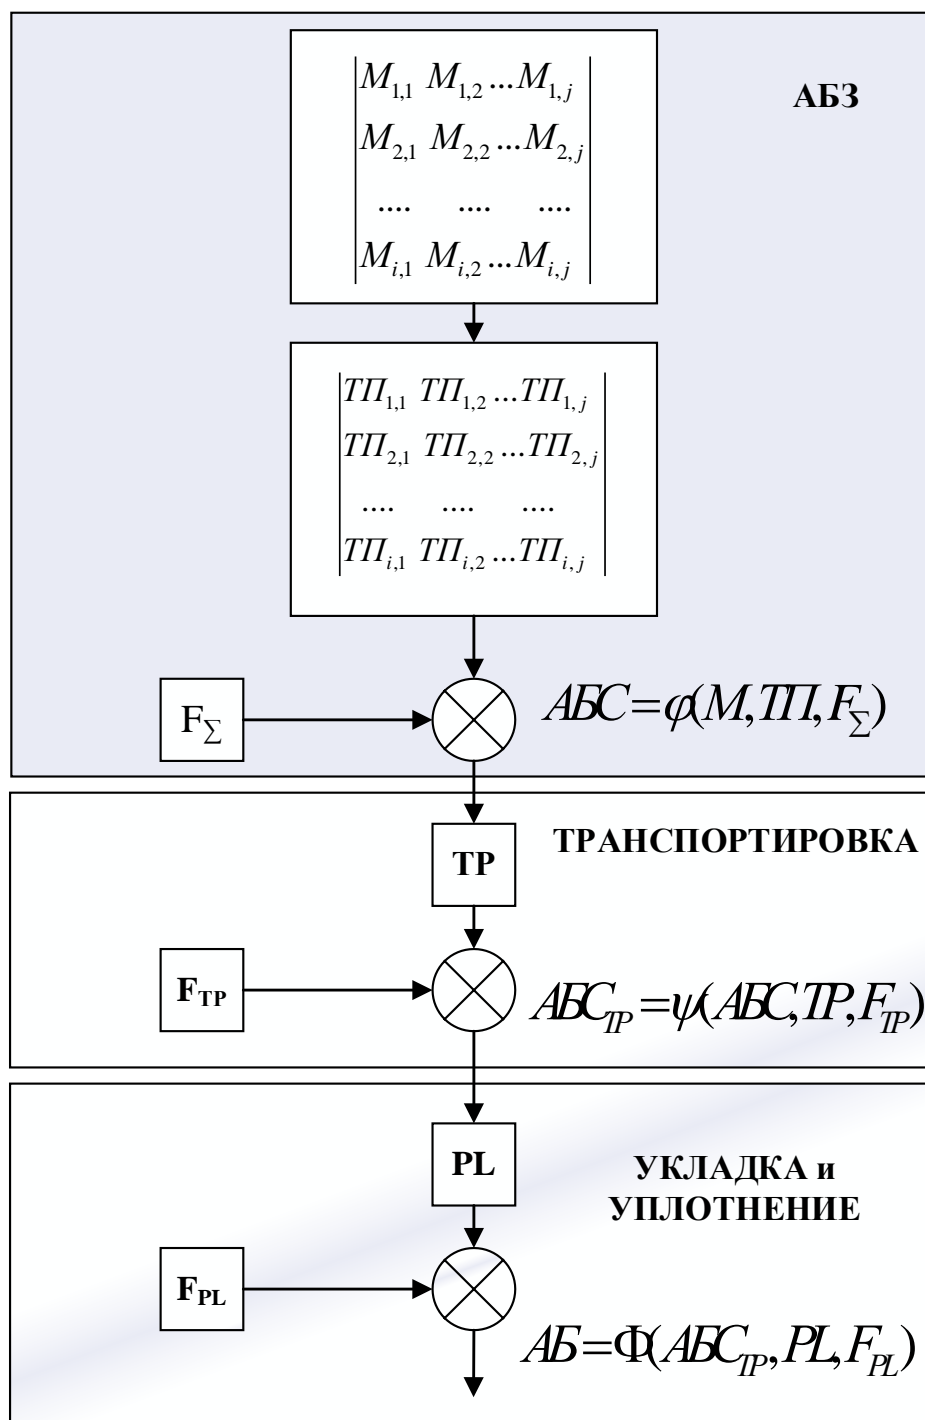 АБЗ
M1,1 M1,2 ...M1,j
M2,1 M2,2 ...M2,j
.... .... ....
Mi,1 Mi,2 ...Mi,j
ТП1,1 ТП1,2 ...ТП1,j
ТП2,1 ТП2,2 ...ТП2,j
.... .... ....
ТПi,1 ТПi,2 ...ТПi,j
F∑ АБС=φ(M,ТП,F∑)
ТРАНСПОРТИРОВКА
TP
FTP АБСTP=ψ(АБС,TP,FTP)
PL
УКЛАДКА и
УПЛОТНЕНИЕ
FPL
АБ=Φ(АБСTP,PL,FPL)